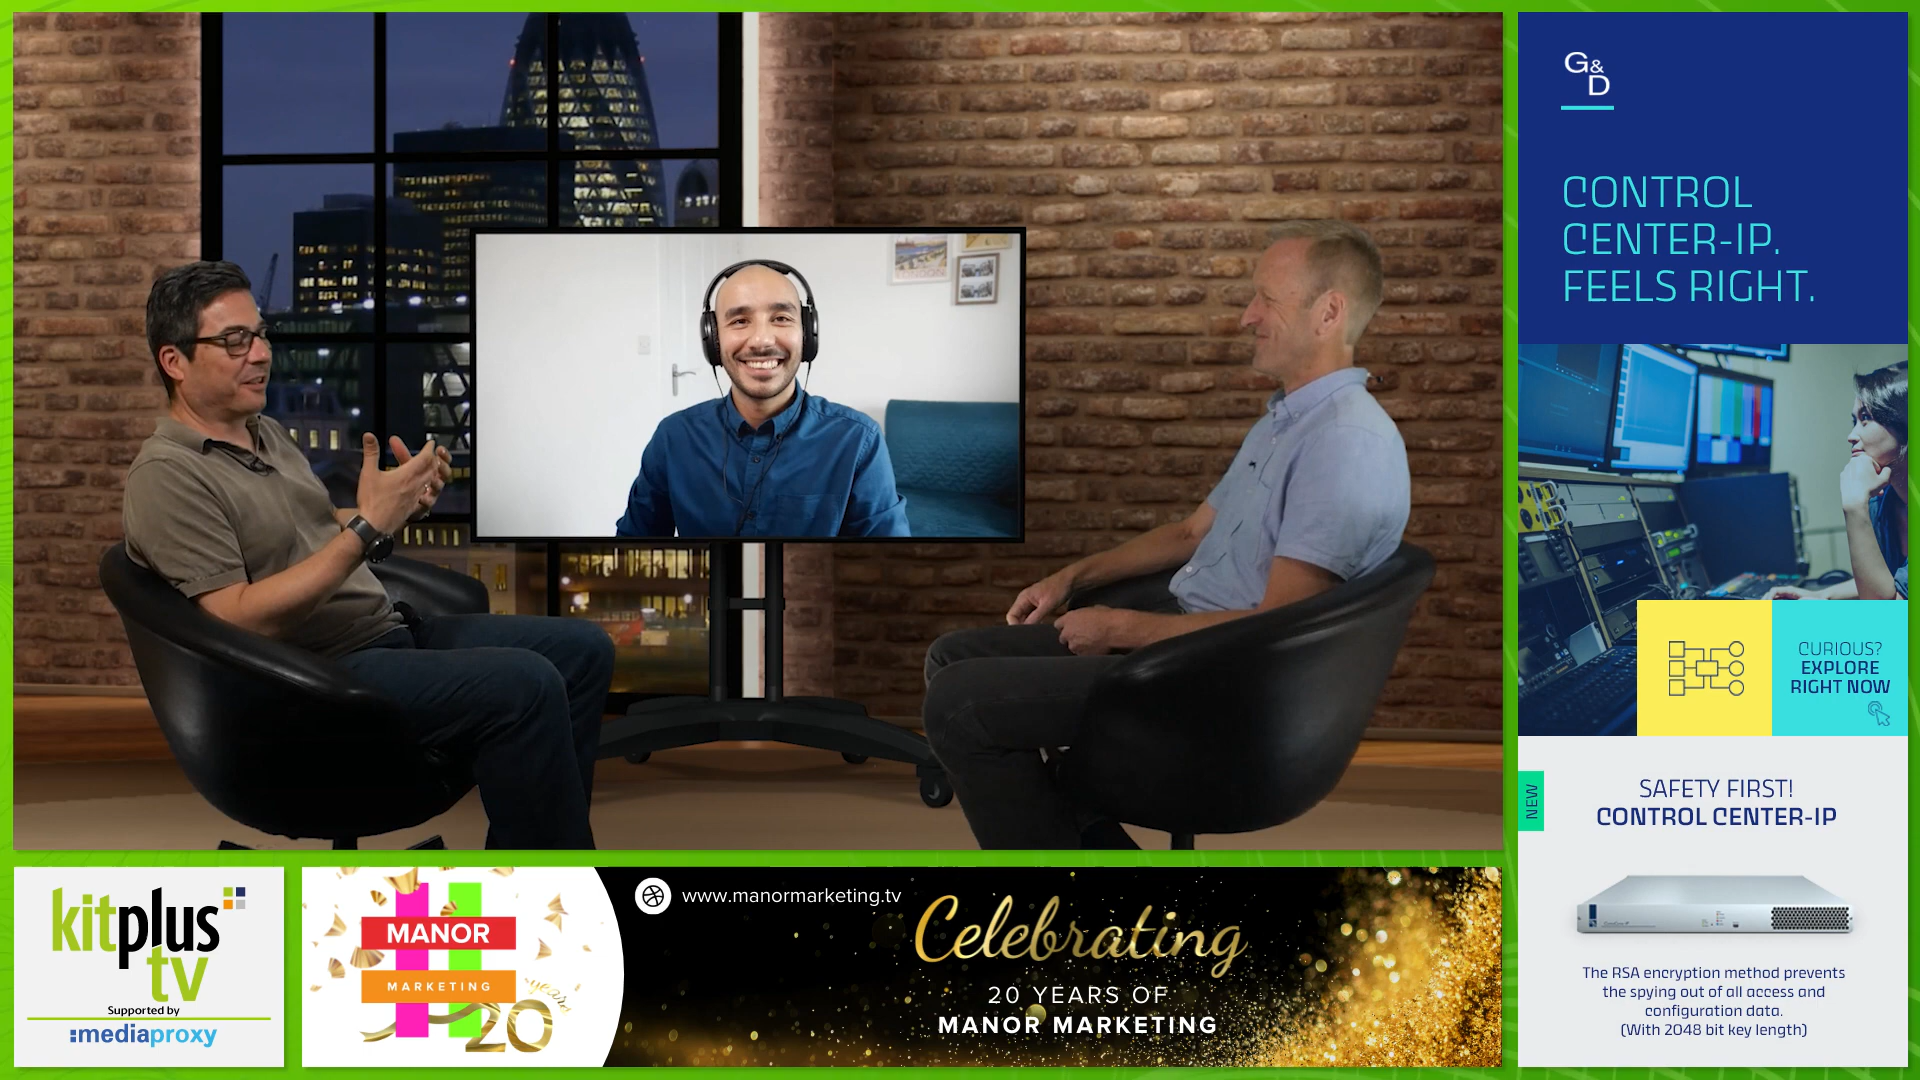 G&D
CONTROL
CENTER-IP.
FEELS RIGHT.
CURIOUS?
EXPLORE
RIGHT NOW
NEW
SAFETY FIRST!
CONTROL CENTER-IP
The RSA encryption method prevents
the spying out of all access and
configuration data.
(With 2048 bit key length)
kitplus
tv
Supported by
:mediaproxy
MANOR
MARKETING
20
years
www.manormarketing.tv
Celebrating
20 YEARS OF
MANOR MARKETING